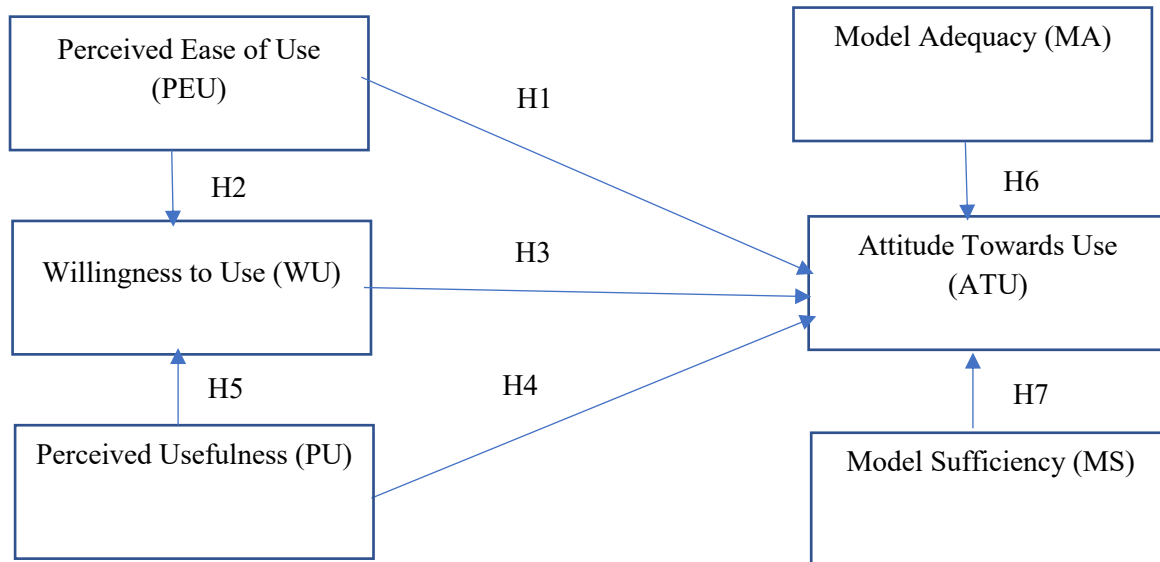 Perceived Ease of Use
(PEU)
Model Adequacy (MA)
H1
H2
H6
Willingness to Use (WU)
H3
Attitude Towards Use
(ATU)
H5
H4
H7
Perceived Usefulness (PU)
Model Sufficiency (MS)